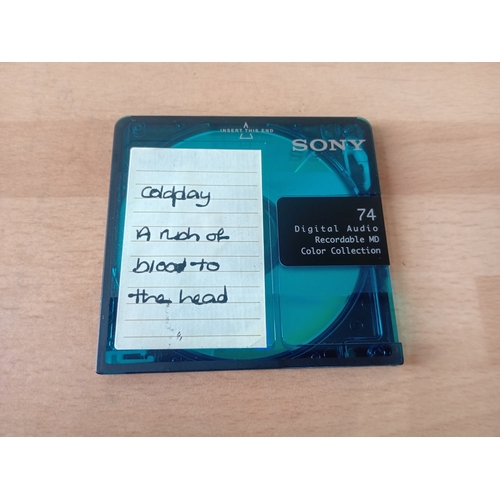 INSERT THIS END
SONY
74
Digital Audio
Recordable MD
Color Collection
Coldplay
A rush of
blood to
the head